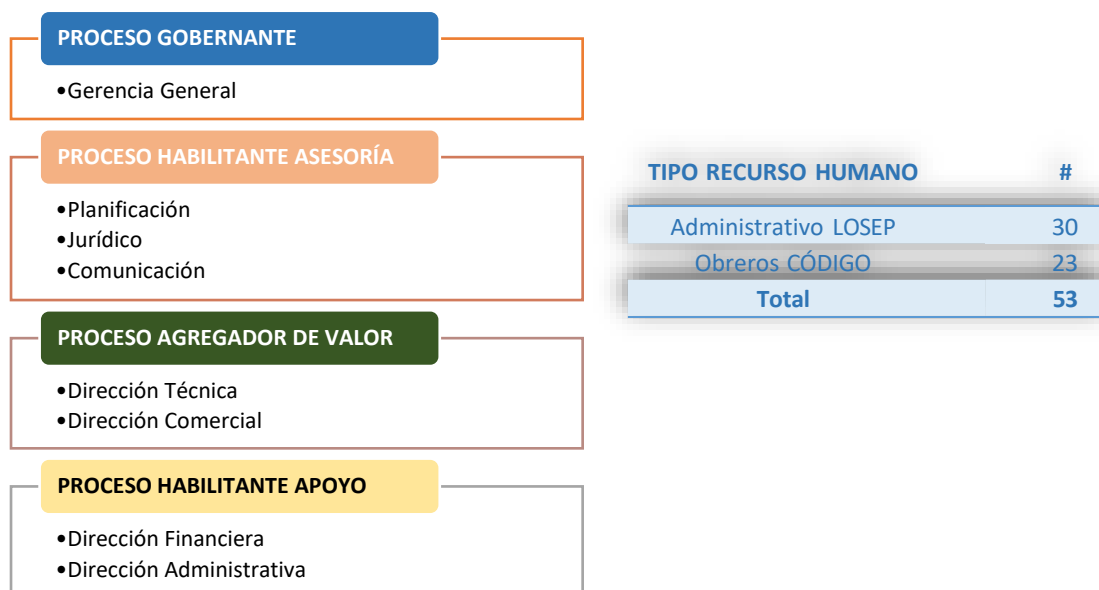 PROCESO GOBERNANTE
•Gerencia General
PROCESO HABILITANTE ASESORÍA
•Planificación
•Jurídico
•Comunicación
PROCESO AGREGADOR DE VALOR
•Dirección Técnica
•Dirección Comercial
PROCESO HABILITANTE APOYO
•Dirección Financiera
•Dirección Administrativa
TIPO RECURSO HUMANO #
Administrativo LOSEP 30
Obreros CÓDIGO 23
Total 53